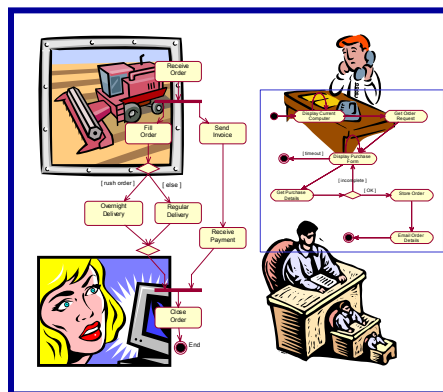 Receive
Order
Fill
Order
Send
Invoice
[ rush order ]
[ else ]
Overnight
Delivery
Regular
Delivery
Receive
Payment
Close
Order
End
Display Current
Computer
Get Order
Request
[ timeout ]
Display Purchase
Form
[ incomplete ]
Get Purchase
Details
[ OK ]
Store Order
Email Order
Details